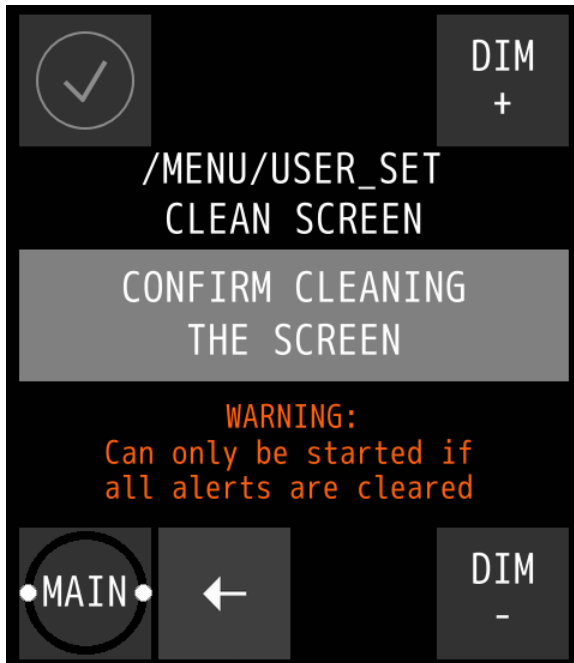 DIM
+
/MENU/USER_SET
CLEAN SCREEN
CONFIRM CLEANING
THE SCREEN
WARNING:
Can only be started if
all alerts are cleared
MAIN
←
DIM
-